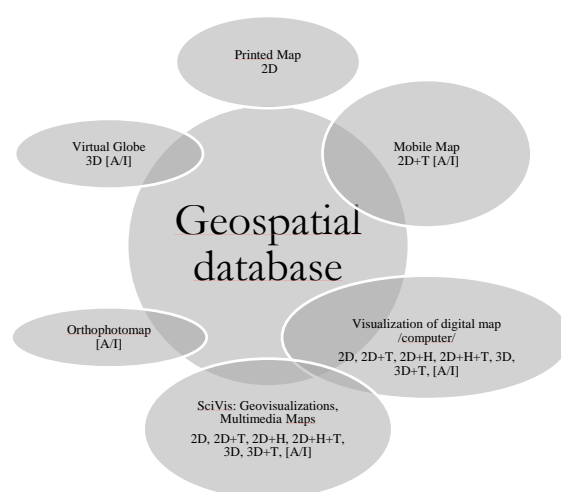 Printed Map
2D
Virtual Globe
3D [A/I]
Mobile Map
2D+T [A/I]
Geospatial
database
Orthophotomap
[A/I]
Visualization of digital map
/computer/
2D, 2D+T, 2D+H, 2D+H+T, 3D,
3D+T, [A/I]
SciVis: Geovisualizations,
Multimedia Maps
2D, 2D+T, 2D+H, 2D+H+T,
3D, 3D+T, [A/I]